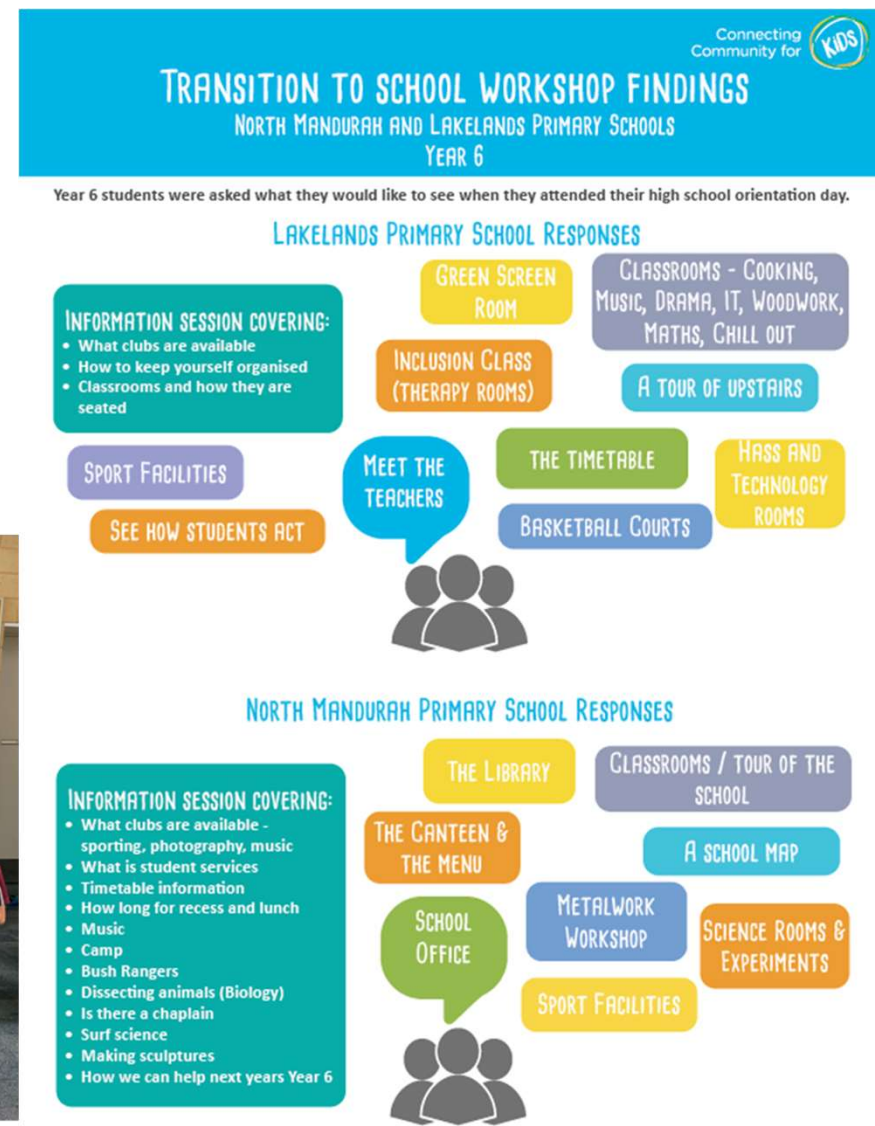 Connecting
Community for
KiDS
TRANSITION TO SCHOOL WORKSHOP FINDINGS
NORTH MANDURAH AND LAKELANDS PRIMARY SCHOOLS
YEAR 6
Year 6 students were asked what they would like to see when they attended their high school orientation day.
LAKELANDS PRIMARY SCHOOL RESPONSES
INFORMATION SESSION COVERING:
• What clubs are available
• How to keep yourself organised
• Classrooms and how they are
seated
GREEN SCREEN
ROOM
CLASSROOMS - COOKING,
MUSIC, DRAMA, IT, WOODWORK,
MATHS, CHILL OUT
INCLUSION CLASS
(THERAPY ROOMS)
A TOUR OF UPSTAIRS
SPORT FACILITIES
MEET THE
TEACHERS
THE TIMETABLE
HASS AND
TECHNOLOGY
ROOMS
SEE HOW STUDENTS ACT
BASKETBALL COURTS
NORTH MANDURAH PRIMARY SCHOOL RESPONSES
INFORMATION SESSION COVERING:
• What clubs are available -
sporting, photography, music
• What is student services
• Timetable information
• How long for recess and lunch
• Music
• Camp
• Bush Rangers
• Dissecting animals (Biology)
• Is there a chaplain
• Surf science
• Making sculptures
• How we can help next years Year 6
THE LIBRARY
CLASSROOMS / TOUR OF THE
SCHOOL
THE CANTEEN &
THE MENU
A SCHOOL MAP
SCHOOL
OFFICE
METALWORK
WORKSHOP
SCIENCE ROOMS &
EXPERIMENTS
SPORT FACILITIES